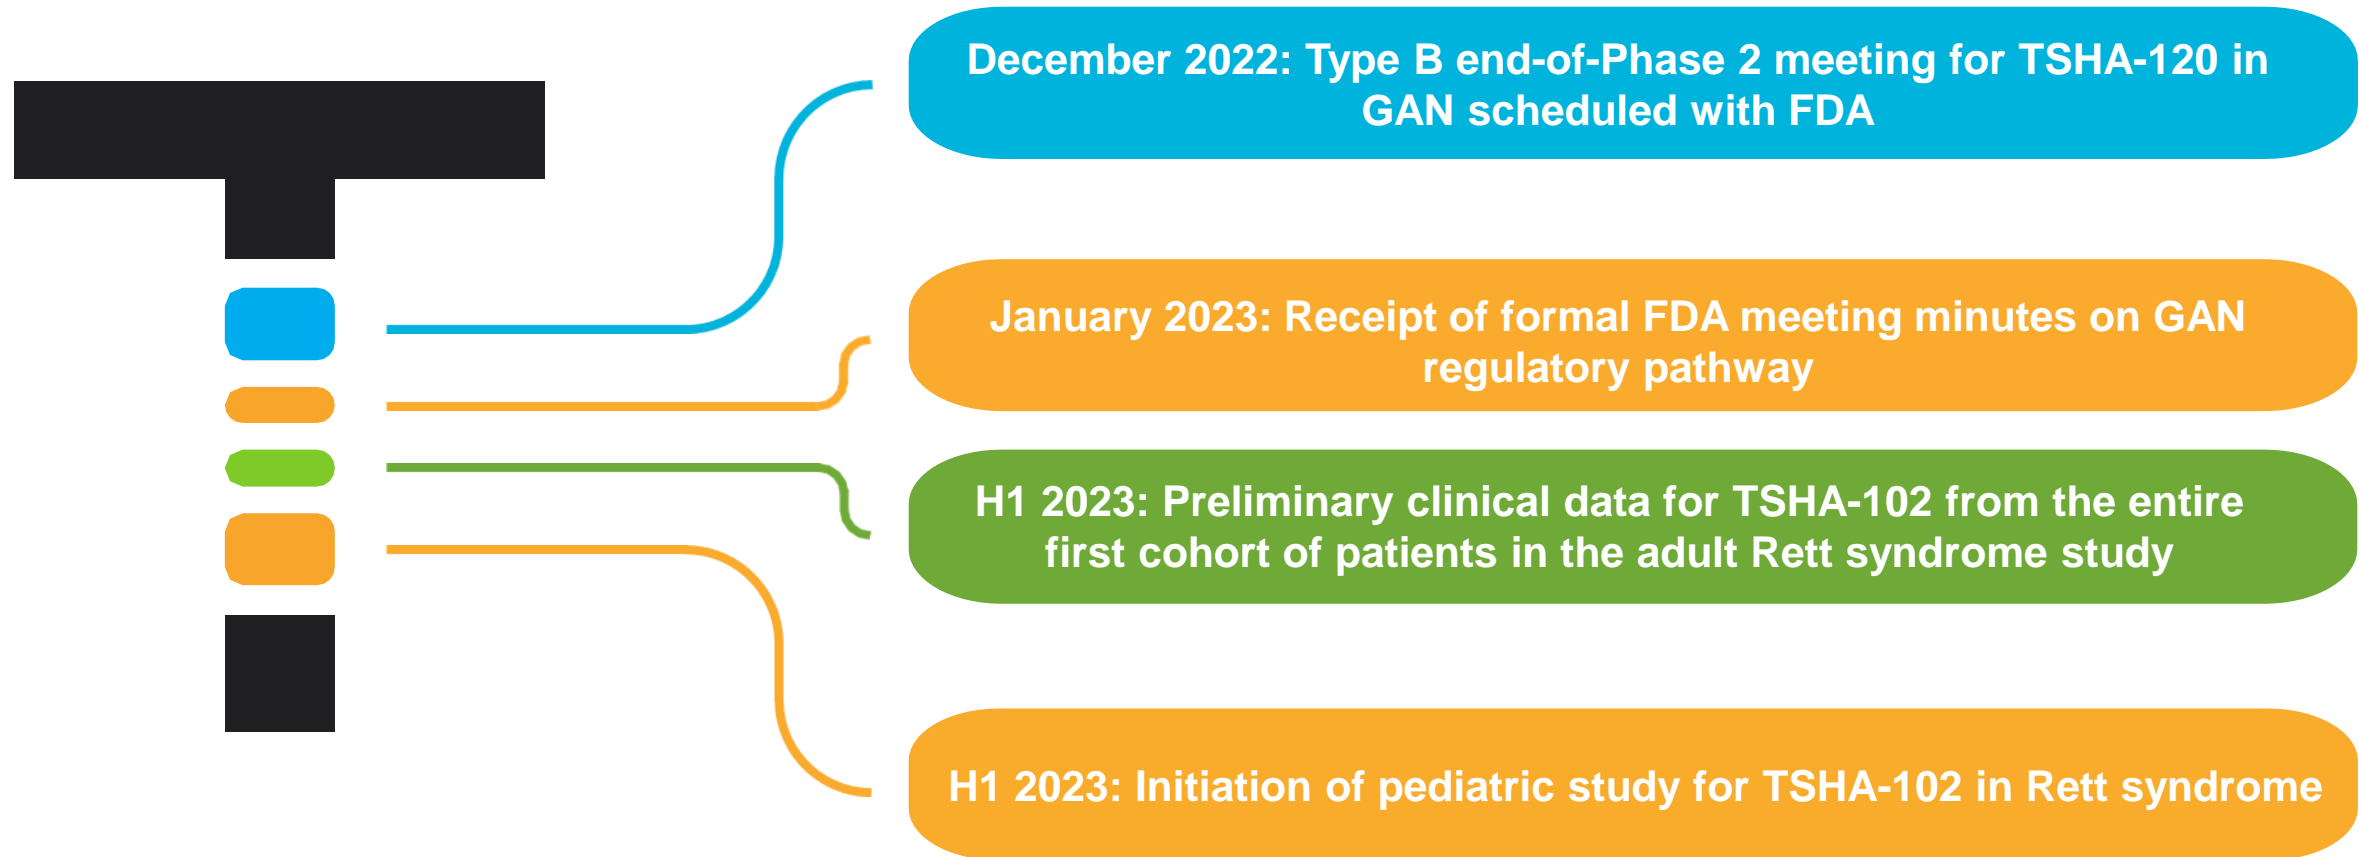 December 2022: Type B end-of-Phase 2 meeting for TSHA-120 in
GAN scheduled with FDA
January 2023: Receipt of formal FDA meeting minutes on GAN
regulatory pathway
H1 2023: Preliminary clinical data for TSHA-102 from the entire
first cohort of patients in the adult Rett syndrome study
H1 2023: Initiation of pediatric study for TSHA-102 in Rett syndrome